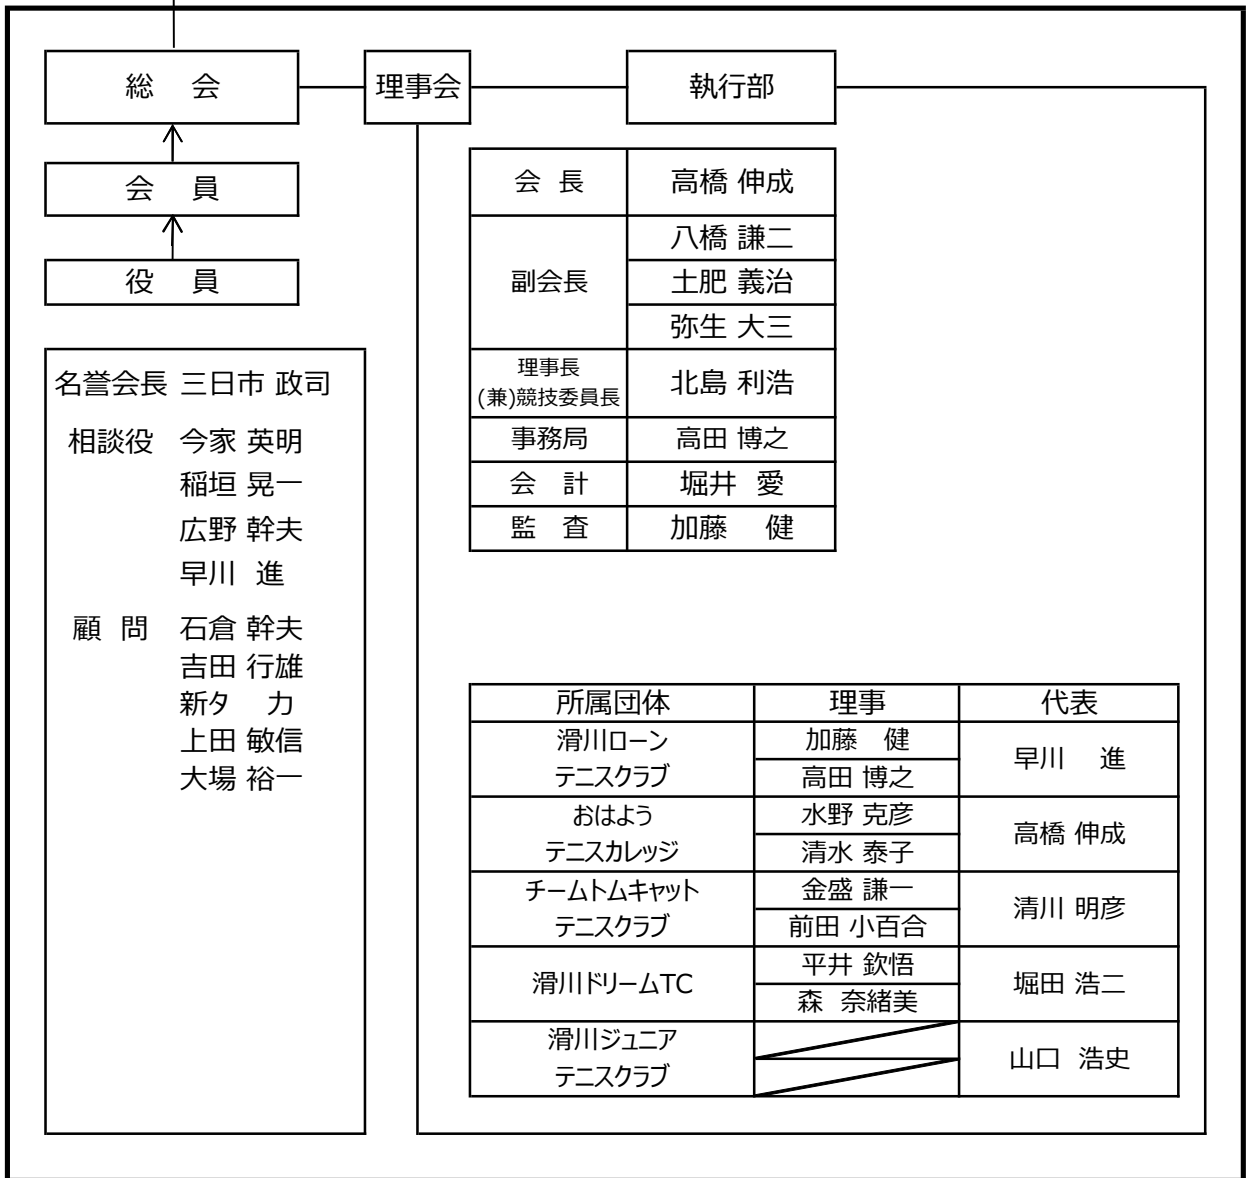 総　会
理事会
執行部
会　員
役　員
名誉会長 三日市 政司
相談役 今家 英明
稲垣 晃一
広野 幹夫
早川 進
顧 問 石倉 幹夫
吉田 行雄
新夕 力
上田 敏信
大場 裕一
会 長 高橋 伸成
副会長 八橋 謙二
土肥 義治
弥生 大三
理事長
(兼)競技委員長 北島 利浩
事務局 高田 博之
会 計 堀井 愛
監 査 加藤 健
所属団体 理事 代表
滑川ローン
テニスクラブ 加藤 健
高田 博之 早川 進
おはよう
テニスカレッジ 水野 克彦
清水 泰子 高橋 伸成
チームトムキャット
テニスクラブ 金盛 謙一
前田 小百合 清川 明彦
滑川ドリームTC 平井 欽悟
森 奈緒美 堀田 浩二
滑川ジュニア
テニスクラブ 山口 浩史